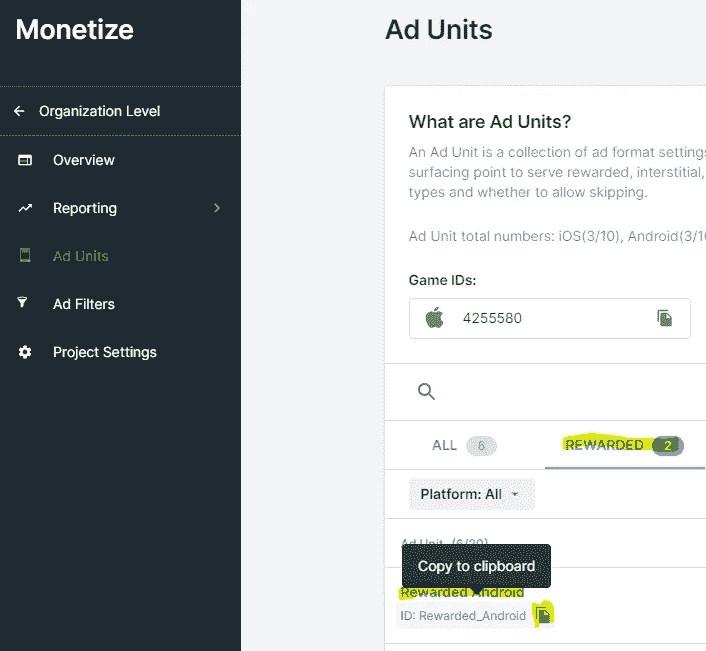 Monetize
Organization Level
Overview
Reporting
Ad Units
Ad Filters
Project Settings
Ad Units
What are Ad Units?
An Ad Unit is a collection of ad format settings
surfacing point to serve rewarded, interstitial,
types and whether to allow skipping.
Ad Unit total numbers: iOS(3/10), Android(3/10
Game IDs:
4255580
ALL 6
REWARDED 2
Platform: All
Ad Unit (6/20)
Copy to clipboard
Rewarded Android
ID: Rewarded_Android